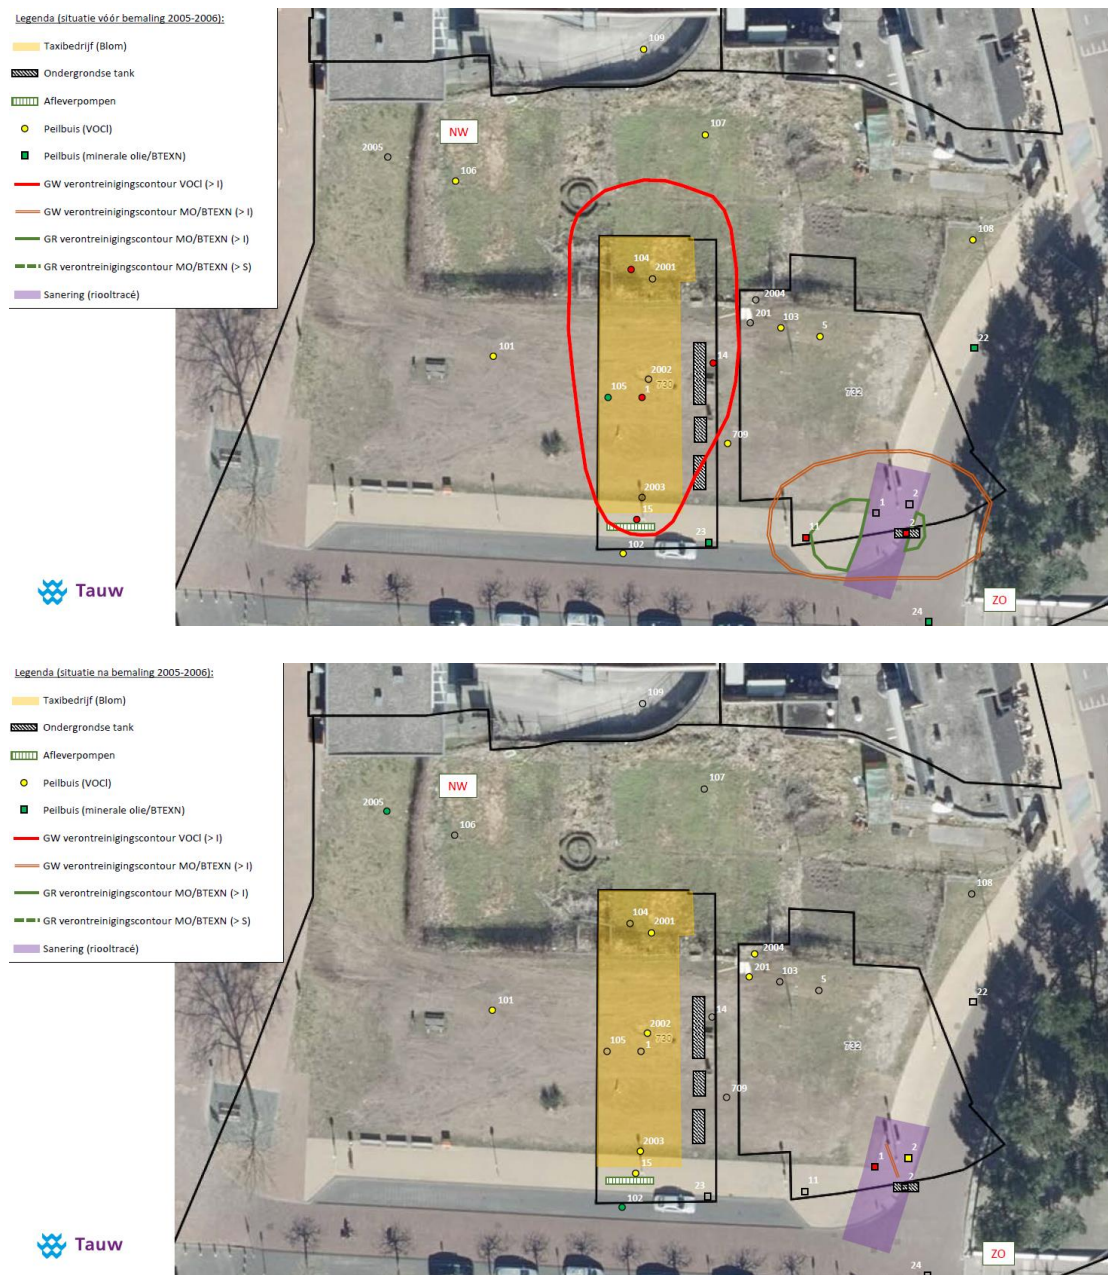 Legenda (situatie vóór bemaling 2005-2006):
Taxibedrijf (Blom)
Ondergrondse tank
Afleverpompen
Peilbuis (VOCl)
Peilbuis (minerale olie/BTEXN)
GW verontreinigingscontour VOCl (> I)
GW verontreinigingscontour MO/BTEXN (> I)
GR verontreinigingscontour MO/BTEXN (> I)
GR verontreinigingscontour MO/BTEXN (> S)
Sanering (riooltracé)
109
107
NW
2005
106
108
104
2001
2004
201
103
5
22
101
14
2002
105
1
730
732
709
2003
1
2
15
11
2
23
102
Tauw
ZO
24
Legenda (situatie na bemaling 2005-2006):
Taxibedrijf (Blom)
Ondergrondse tank
Afleverpompen
Peilbuis (VOCl)
Peilbuis (minerale olie/BTEXN)
GW verontreinigingscontour VOCl (> I)
GW verontreinigingscontour MO/BTEXN (> I)
GR verontreinigingscontour MO/BTEXN (> I)
GR verontreinigingscontour MO/BTEXN (> S)
Sanering (riooltracé)
109
107
NW
2005
106
108
104
2001
2004
201
103
5
22
101
14
2002
105
1
730
732
709
2003
1
2
15
11
2
23
102
Tauw
ZO
24